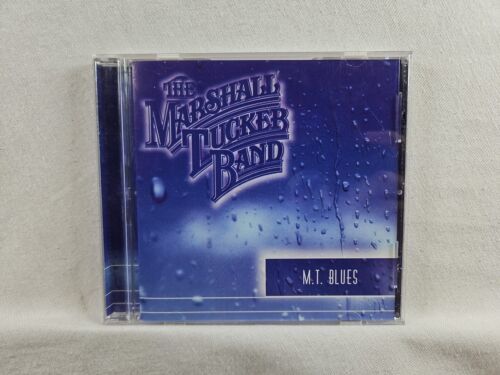 THE
MARSHALL
TUCKER
BAND
M.T. BLUES